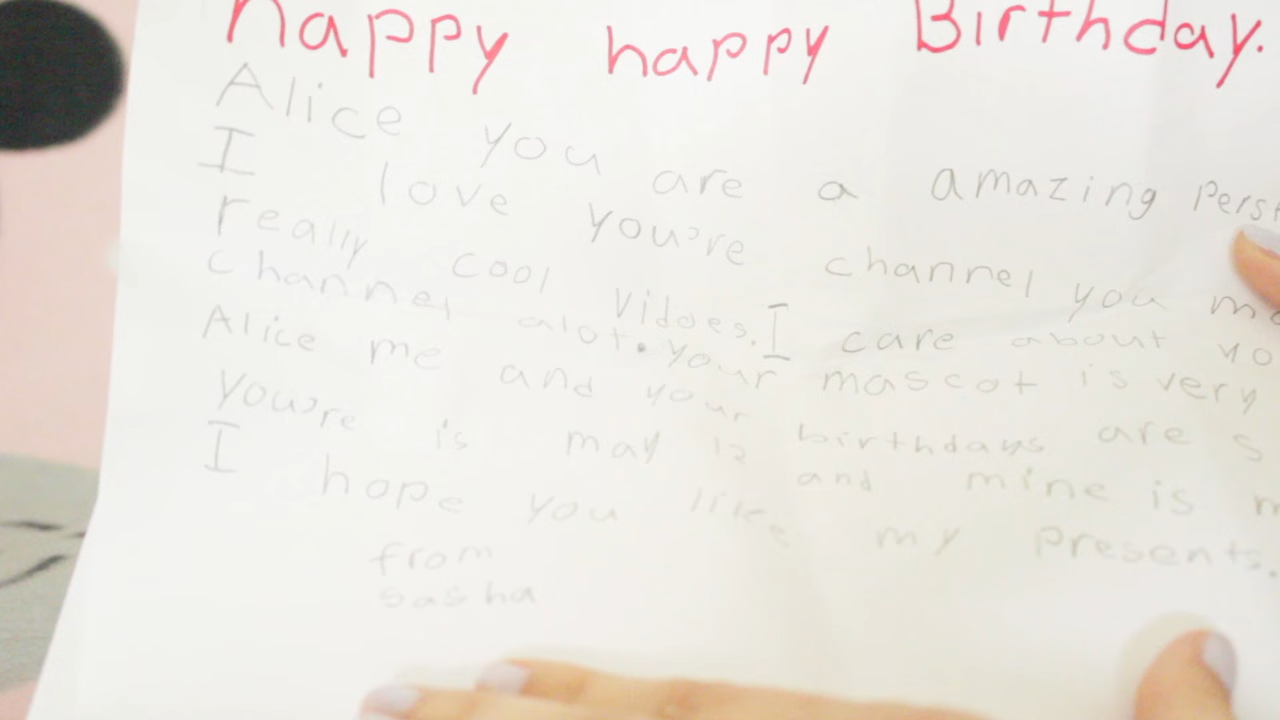 happy happy Birthday.
Alice you are a amazing
I love you're channel you
really cool vidoes. I care about
channel alot. your mascot is very
Alice me and your birthdays are
you're is may 12 and mine is
I hope you like my presents.
from
sasha